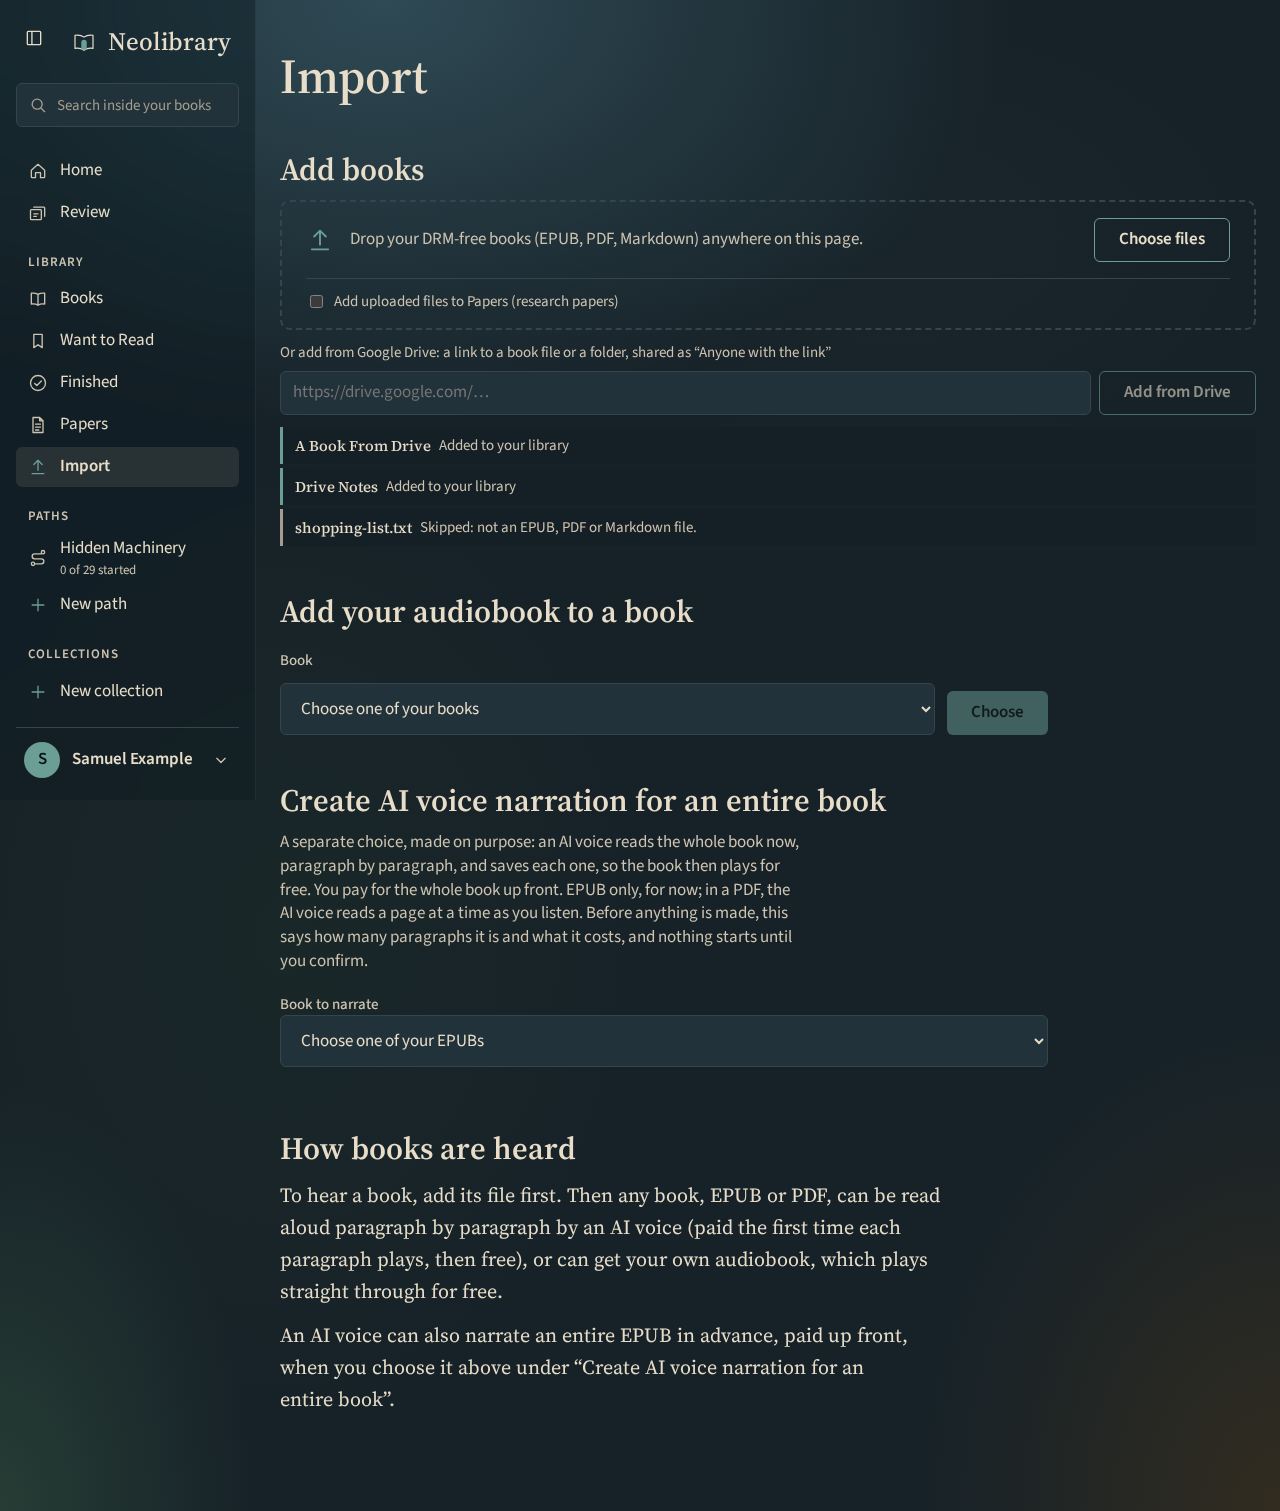 Neolibrary
Search inside your books
Home
Review
LIBRARY
Books
Want to Read
Finished
Papers
Import
PATHS
Hidden Machinery
0 of 29 started
New path
COLLECTIONS
New collection
S
Samuel Example
Import
Add books
Drop your DRM-free books (EPUB, PDF, Markdown) anywhere on this page.
Choose files
Add uploaded files to Papers (research papers)
Or add from Google Drive: a link to a book file or a folder, shared as “Anyone with the link”
https://drive.google.com/…
Add from Drive
A Book From Drive Added to your library
Drive Notes Added to your library
shopping-list.txt Skipped: not an EPUB, PDF or Markdown file.
Add your audiobook to a book
Book
Choose one of your books
Choose
Create AI voice narration for an entire book
A separate choice, made on purpose: an AI voice reads the whole book now,
paragraph by paragraph, and saves each one, so the book then plays for
free. You pay for the whole book up front. EPUB only, for now; in a PDF, the
AI voice reads a page at a time as you listen. Before anything is made, this
says how many paragraphs it is and what it costs, and nothing starts until
you confirm.
Book to narrate
Choose one of your EPUBs
How books are heard
To hear a book, add its file first. Then any book, EPUB or PDF, can be read
aloud paragraph by paragraph by an AI voice (paid the first time each
paragraph plays, then free), or can get your own audiobook, which plays
straight through for free.
An AI voice can also narrate an entire EPUB in advance, paid up front,
when you choose it above under “Create AI voice narration for an
entire book”.